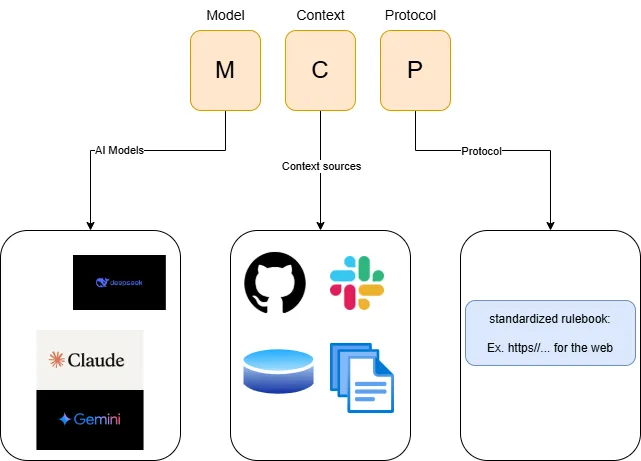 Model
Context
Protocol
M
C
P
AI Models
Context sources
Protocol
deepseek
Claude
Gemini
standardized rulebook:
Ex. https//... for the web